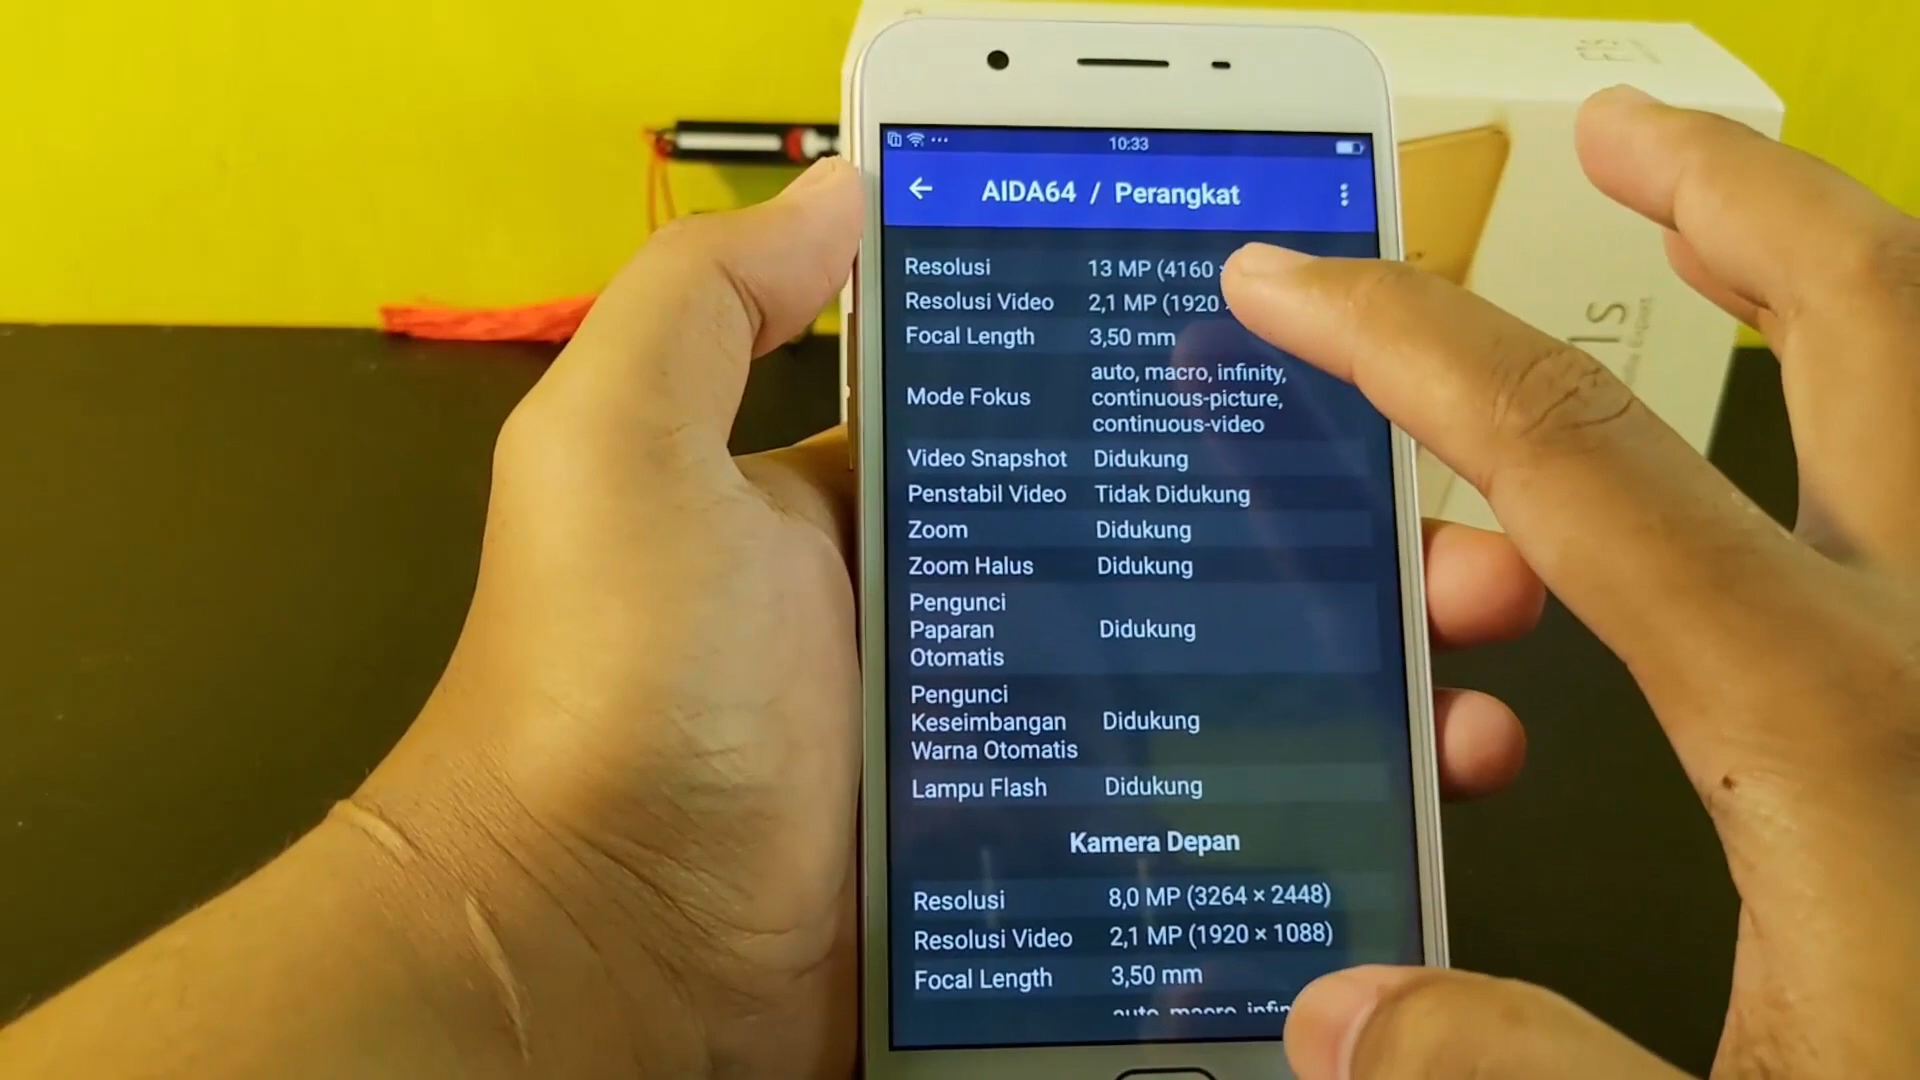 10:33
AIDA64 / Perangkat
Resolusi 13 MP (4160
Resolusi Video 2,1 MP (1920
Focal Length 3,50 mm
Mode Fokus auto, macro, infinity,
continuous-picture,
continuous-video
Video Snapshot Didukung
Penstabil Video Tidak Didukung
Zoom Didukung
Zoom Halus Didukung
Pengunci
Paparan Didukung
Otomatis
Pengunci
Keseimbangan Didukung
Warna Otomatis
Lampu Flash Didukung
Kamera Depan
Resolusi 8,0 MP (3264 × 2448)
Resolusi Video 2,1 MP (1920 × 1088)
Focal Length 3,50 mm
auto, macro,
1s